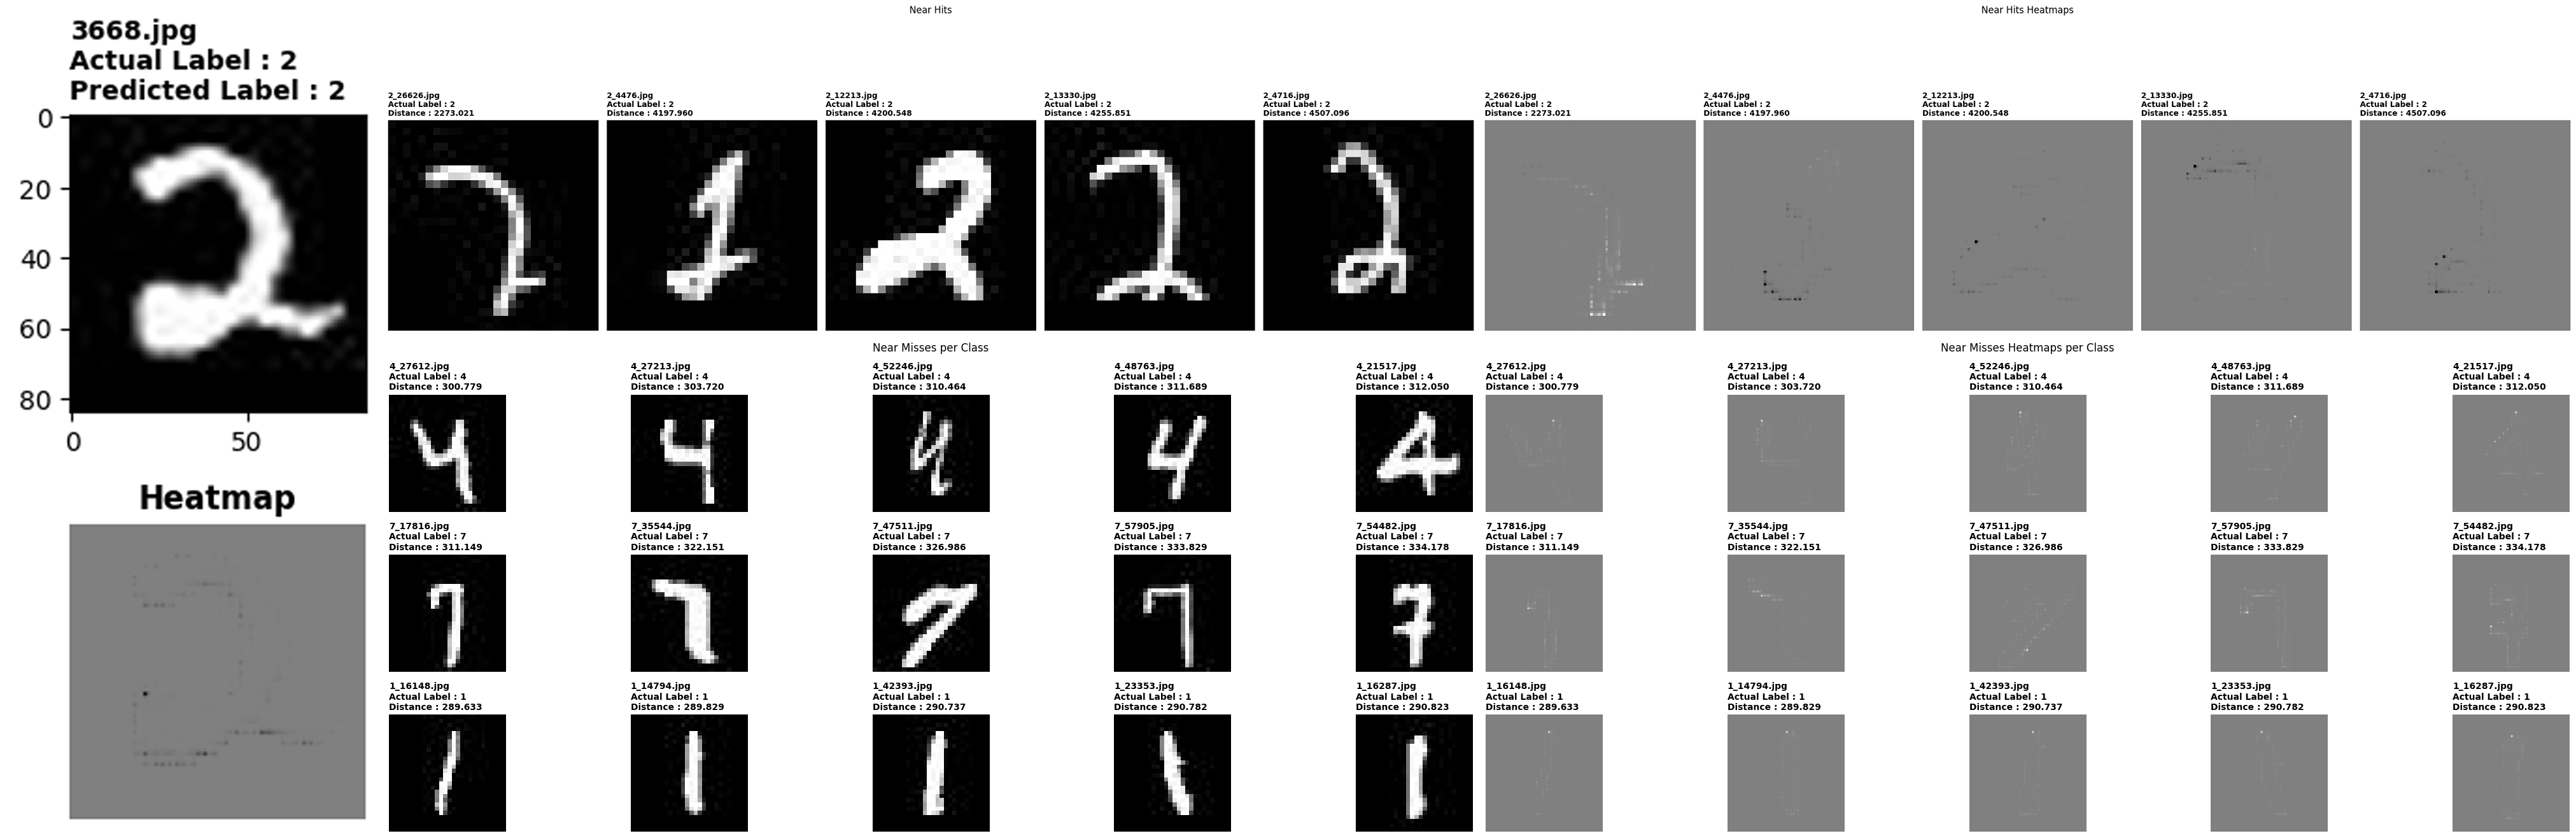 Near Hits
Near Hits Heatmaps
3668.jpg
Actual Label : 2
Predicted Label : 2
0
20
40
60
80
0
50
2_26626.jpg
Actual Label : 2
Distance : 2273.021
2_4476.jpg
Actual Label : 2
Distance : 4197.960
2_12213.jpg
Actual Label : 2
Distance : 4200.548
2_13330.jpg
Actual Label : 2
Distance : 4255.851
2_4716.jpg
Actual Label : 2
Distance : 4507.096
2_26626.jpg
Actual Label : 2
Distance : 2273.021
2_4476.jpg
Actual Label : 2
Distance : 4197.960
2_12213.jpg
Actual Label : 2
Distance : 4200.548
2_13330.jpg
Actual Label : 2
Distance : 4255.851
2_4716.jpg
Actual Label : 2
Distance : 4507.096
Heatmap
Near Misses per Class
Near Misses Heatmaps per Class
4_27612.jpg
Actual Label : 4
Distance : 300.779
4_27213.jpg
Actual Label : 4
Distance : 303.720
4_52246.jpg
Actual Label : 4
Distance : 310.464
4_48763.jpg
Actual Label : 4
Distance : 311.689
4_21517.jpg
Actual Label : 4
Distance : 312.050
4_27612.jpg
Actual Label : 4
Distance : 300.779
4_27213.jpg
Actual Label : 4
Distance : 303.720
4_52246.jpg
Actual Label : 4
Distance : 310.464
4_48763.jpg
Actual Label : 4
Distance : 311.689
4_21517.jpg
Actual Label : 4
Distance : 312.050
7_17816.jpg
Actual Label : 7
Distance : 311.149
7_35544.jpg
Actual Label : 7
Distance : 322.151
7_47511.jpg
Actual Label : 7
Distance : 326.986
7_57905.jpg
Actual Label : 7
Distance : 333.829
7_54482.jpg
Actual Label : 7
Distance : 334.178
7_17816.jpg
Actual Label : 7
Distance : 311.149
7_35544.jpg
Actual Label : 7
Distance : 322.151
7_47511.jpg
Actual Label : 7
Distance : 326.986
7_57905.jpg
Actual Label : 7
Distance : 333.829
7_54482.jpg
Actual Label : 7
Distance : 334.178
1_16148.jpg
Actual Label : 1
Distance : 289.633
1_14794.jpg
Actual Label : 1
Distance : 289.829
1_42393.jpg
Actual Label : 1
Distance : 290.737
1_23353.jpg
Actual Label : 1
Distance : 290.782
1_16287.jpg
Actual Label : 1
Distance : 290.823
1_16148.jpg
Actual Label : 1
Distance : 289.633
1_14794.jpg
Actual Label : 1
Distance : 289.829
1_42393.jpg
Actual Label : 1
Distance : 290.737
1_23353.jpg
Actual Label : 1
Distance : 290.782
1_16287.jpg
Actual Label : 1
Distance : 290.823